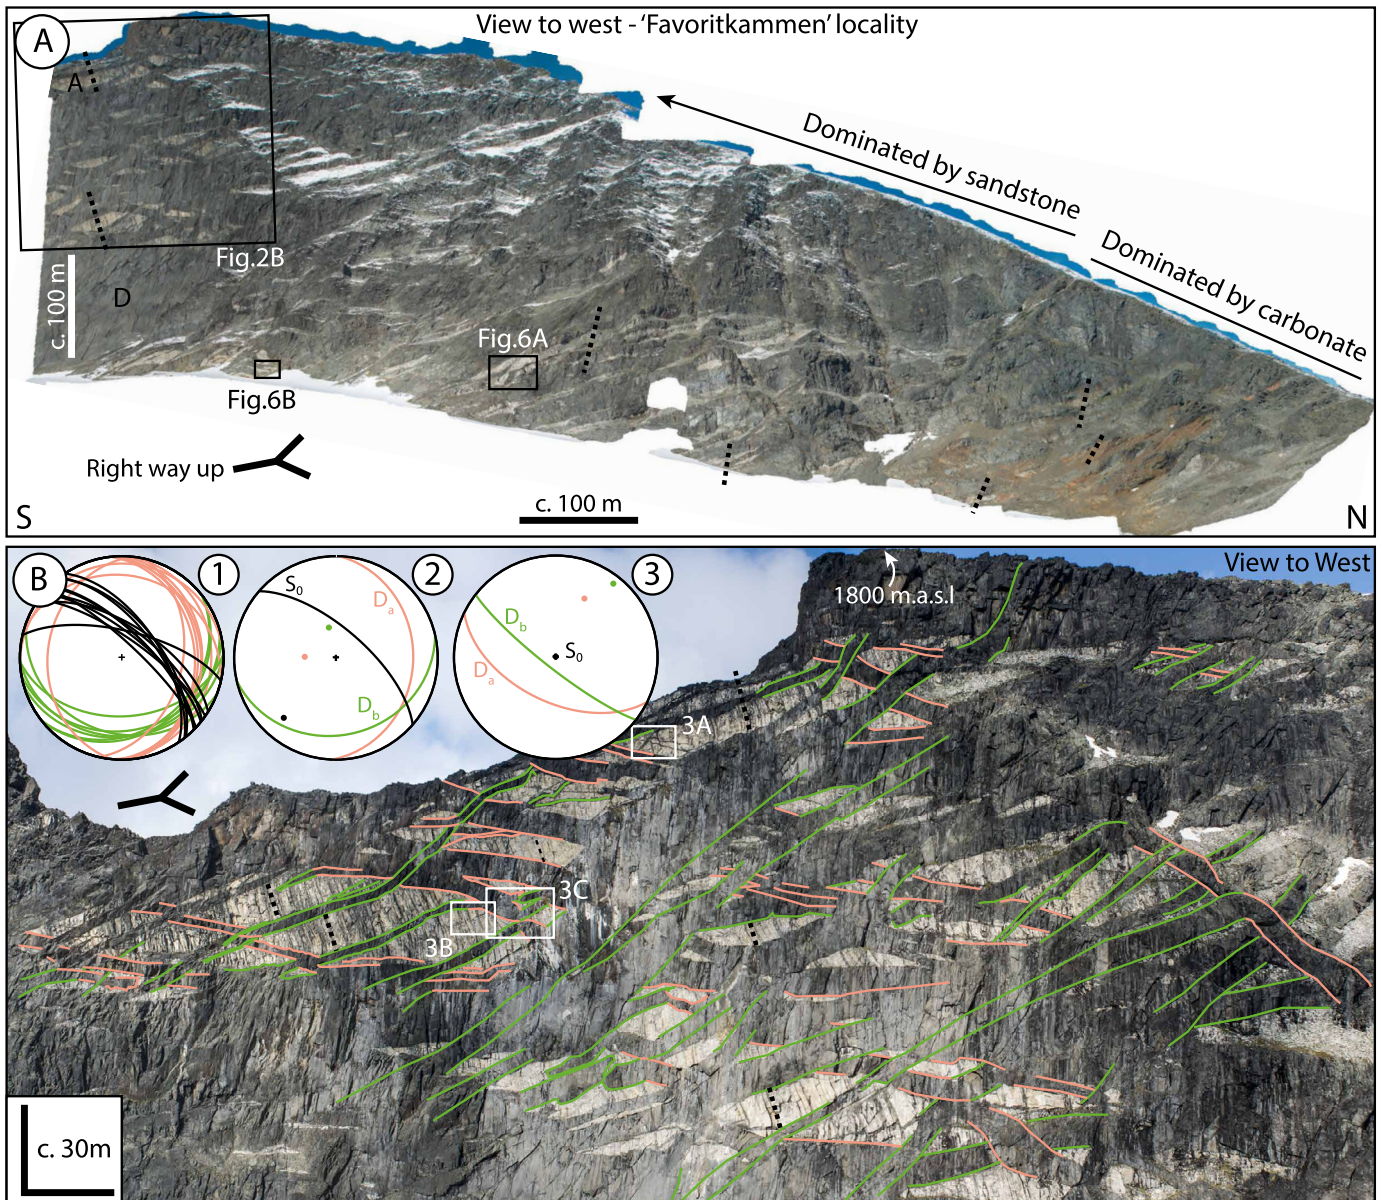 A
View to west - ‘Favoritkammen’ locality
A
Dominated by sandstone
Dominated by carbonate
Fig.2B
c. 100 m
D
Fig.6A
Fig.6B
Right way up
c. 100 m
S
N
B
1
2
3
View to West
S0
Da
Db
Db
S0
Da
1800 m.a.s.l
3A
3C
3B
c. 30m